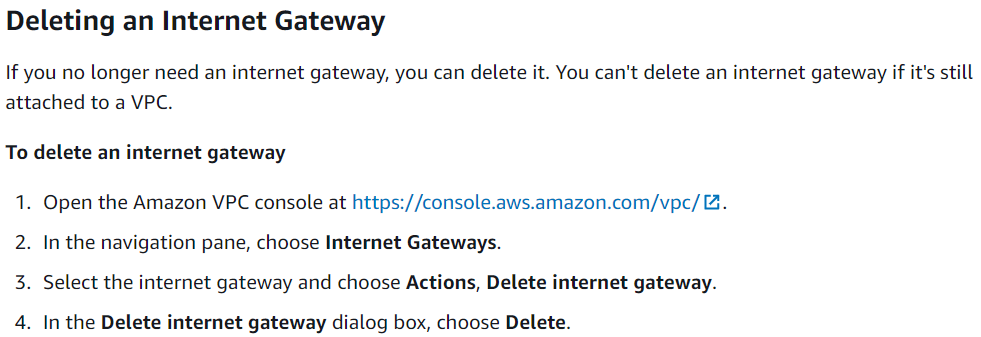 Deleting an Internet Gateway
If you no longer need an internet gateway, you can delete it. You can't delete an internet gateway if it's still
attached to a VPC.
To delete an internet gateway
1. Open the Amazon VPC console at https://console.aws.amazon.com/vpc/.
2. In the navigation pane, choose Internet Gateways.
3. Select the internet gateway and choose Actions, Delete internet gateway.
4. In the Delete internet gateway dialog box, choose Delete.